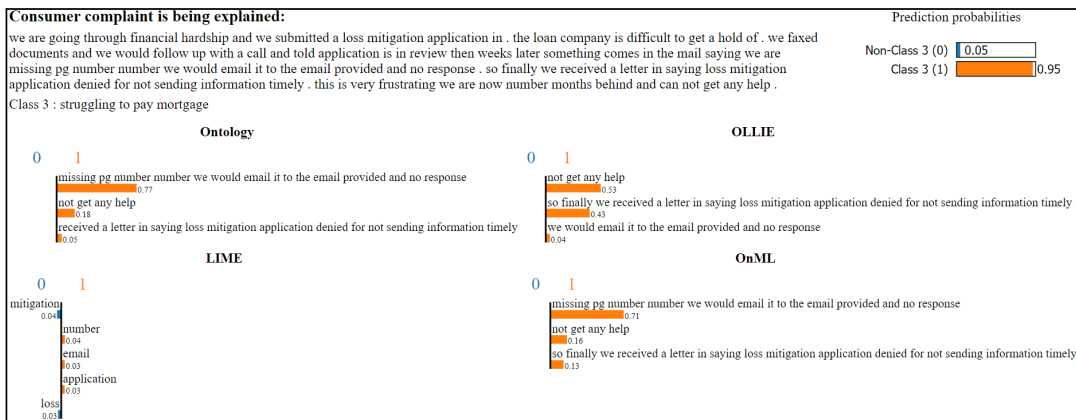 Consumer complaint is being explained:
we are going through financial hardship and we submitted a loss mitigation application in . the loan company is difficult to get a hold of . we faxed
documents and we would follow up with a call and told application is in review then weeks later something comes in the mail saying we are
missing pg number number we would email it to the email provided and no response . so finally we received a letter in saying loss mitigation
application denied for not sending information timely . this is very frustrating we are now number months behind and can not get any help .
Class 3 : struggling to pay mortgage
Prediction probabilities
Non-Class 3 (0) 0.05
Class 3 (1) 0.95
Ontology
0 1
missing pg number number we would email it to the email provided and no response
0.77
not get any help
0.18
received a letter in saying loss mitigation application denied for not sending information timely
0.05
OLLIE
0 1
not get any help
0.53
so finally we received a letter in saying loss mitigation application denied for not sending information timely
0.43
we would email it to the email provided and no response
0.04
LIME
0 1
mitigation
0.04
number
0.04
email
0.03
application
0.03
loss
0.03
OnML
0 1
missing pg number number we would email it to the email provided and no response
0.71
not get any help
0.16
so finally we received a letter in saying loss mitigation application denied for not sending information timely
0.13